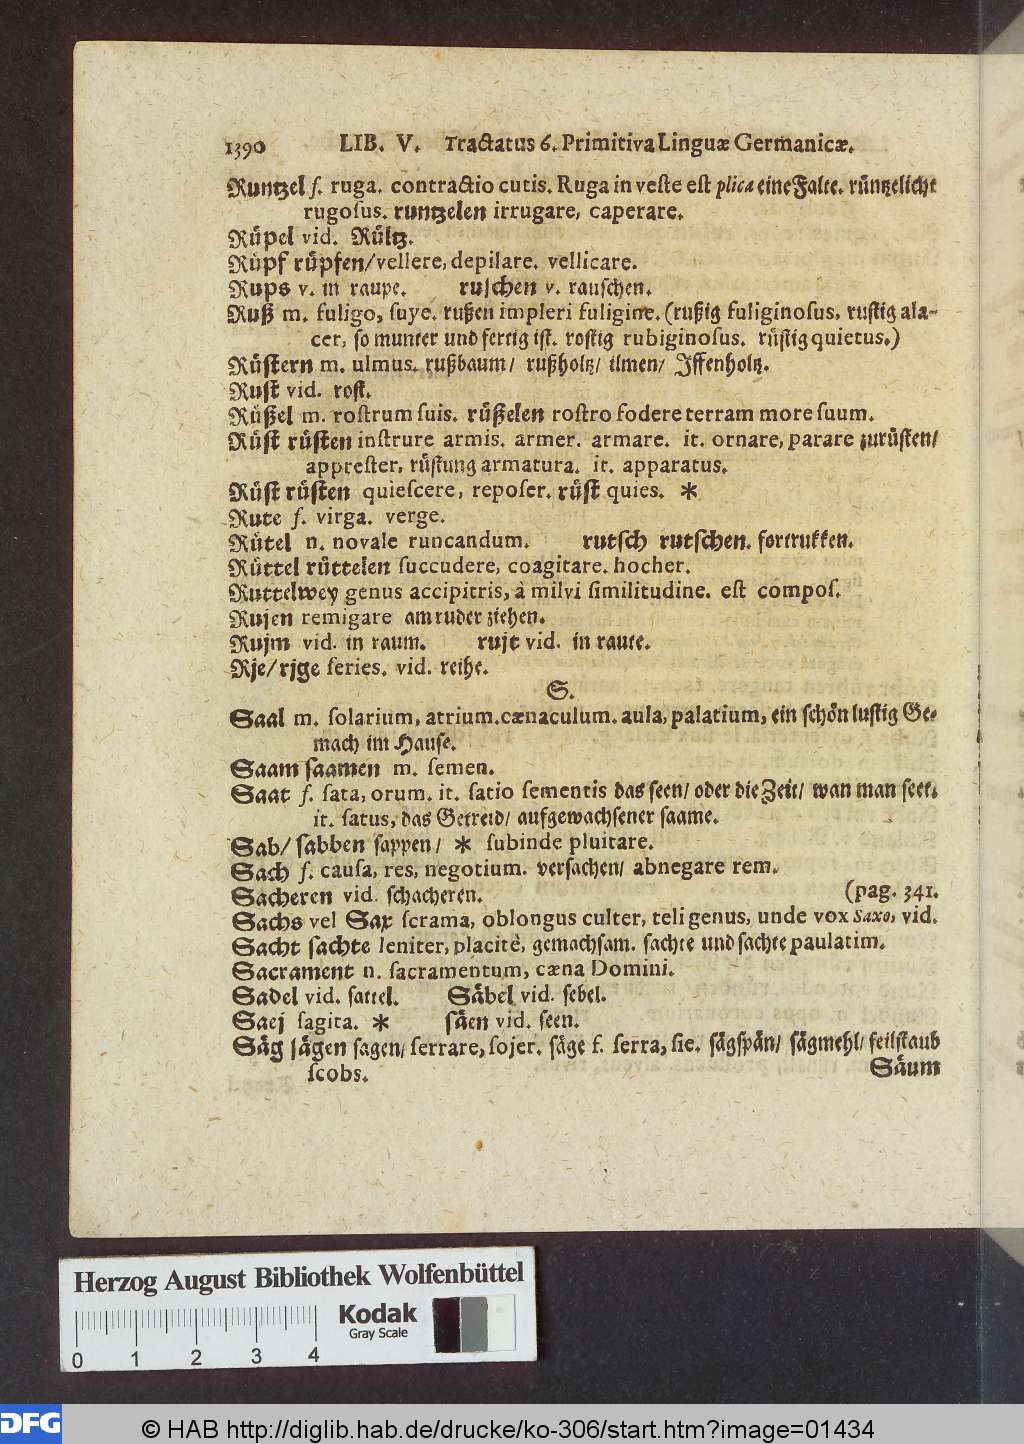 1390 LIB. V. Tractatus 6. Primitiva Linguæ Germanicæ.
Runtzel ſ. ruga. contractio cutis. Ruga in veſte eſt plica eine Falte. rüntzelicht
rugoſus. runtzelen irrugare, caperare.
Rüpel vid. Rültz.
Rüpf rüpfen/vellere, depilare. vellicare.
Rups v. in raupe. ruſchen v. rauſchen.
Ruß m. fuligo, ſuye. rußen impleri fuligine. (rußig fuliginoſus, ruſtig ala-
cer, ſo munter und fertig iſt. roſtig rubiginoſus. rüſtig quietus.)
Rüſtern m. ulmus. rußbaum/ rußholtz/ ilmen/ Iffenholtz.
Ruſt vid. roſt.
Rüßel m. roſtrum ſuis. rüßelen roſtro fodere terram more ſuum.
Rüſt rüſten inſtrure armis. armer. armare. it. ornare, parare zurüſten/
appreſter, rüſtung armatura. it. apparatus.
Rüſt rüſten quieſcere, repoſer. rüſt quies. *
Rute f. virga. verge.
Rütel n. novale runcandum. rutſch rutſchen. fortrukken.
Rüttel rüttelen ſuccudere, coagitare. hocher.
Ruttelwey genus accipitris, à milvi ſimilitudine. eſt compoſ.
Rujen remigare am ruder ziehen.
Rujm vid. in raum. rujt vid. in raute.
Rje/rjge ſeries. vid. reihe.
S.
Saal m. ſolarium, atrium. cænaculum. aula, palatium, ein ſchön luſtig Ge-
mach im Hauſe.
Saam ſaamen m. ſemen.
Saat f. ſata, orum. it. ſatio ſementis das ſeen/ oder die Zeit/ wan man ſeet.
it. ſatus, das Getreid/ aufgewachſener ſaame.
Sab/ ſabben ſappen/ * ſubinde pluitare.
Sach f. cauſa, res, negotium. verſachen/ abnegare rem.
Sacheren vid. ſchacheren. (pag. 341.
Sachs vel Sax ſcrama, oblongus culter, teli genus, unde vox Saxo, vid.
Sacht ſachte leniter, placitè, gemachſam. ſachte und ſachte paulatim.
Sacrament n. ſacramentum, cæna Domini.
Sadel vid. ſattel. Säbel vid. ſebel.
Saej ſagita. * ſäen vid. ſeen.
Säg ſägen ſagen/ ſerrare, ſojer. ſäge f. ſerra, ſie. ſägſpän/ ſägmehl/ feilſtaub
ſcobs. Säum
Herzog August Bibliothek Wolfenbüttel
Kodak
Gray Scale
0 1 2 3 4
DFG © HAB http://diglib.hab.de/drucke/ko-306/start.htm?image=01434